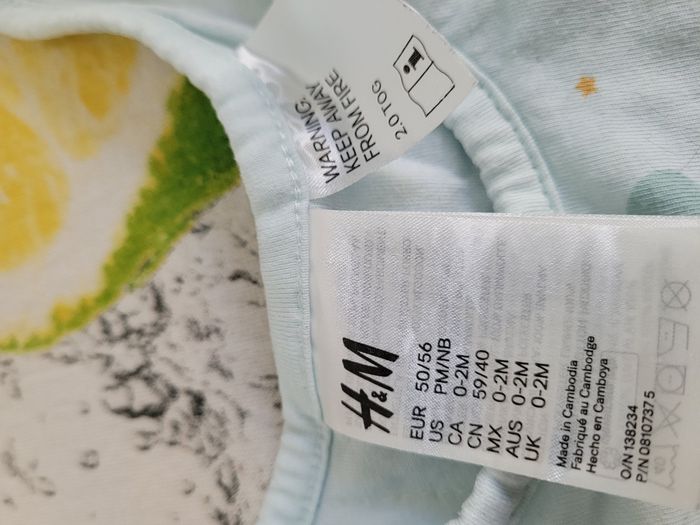 WARNING.
KEEP AWAY
FROM FIRE.
2.0 TOG
H&M
EUR 50/56
US PM/NB
CA 0-2M
CN 59/40
MX 0-2M
AUS 0-2M
UK 0-2M
Made in Cambodia
Fabriqué au Cambodge
Hecho en Camboya
O/N 138234
P/N 08107375